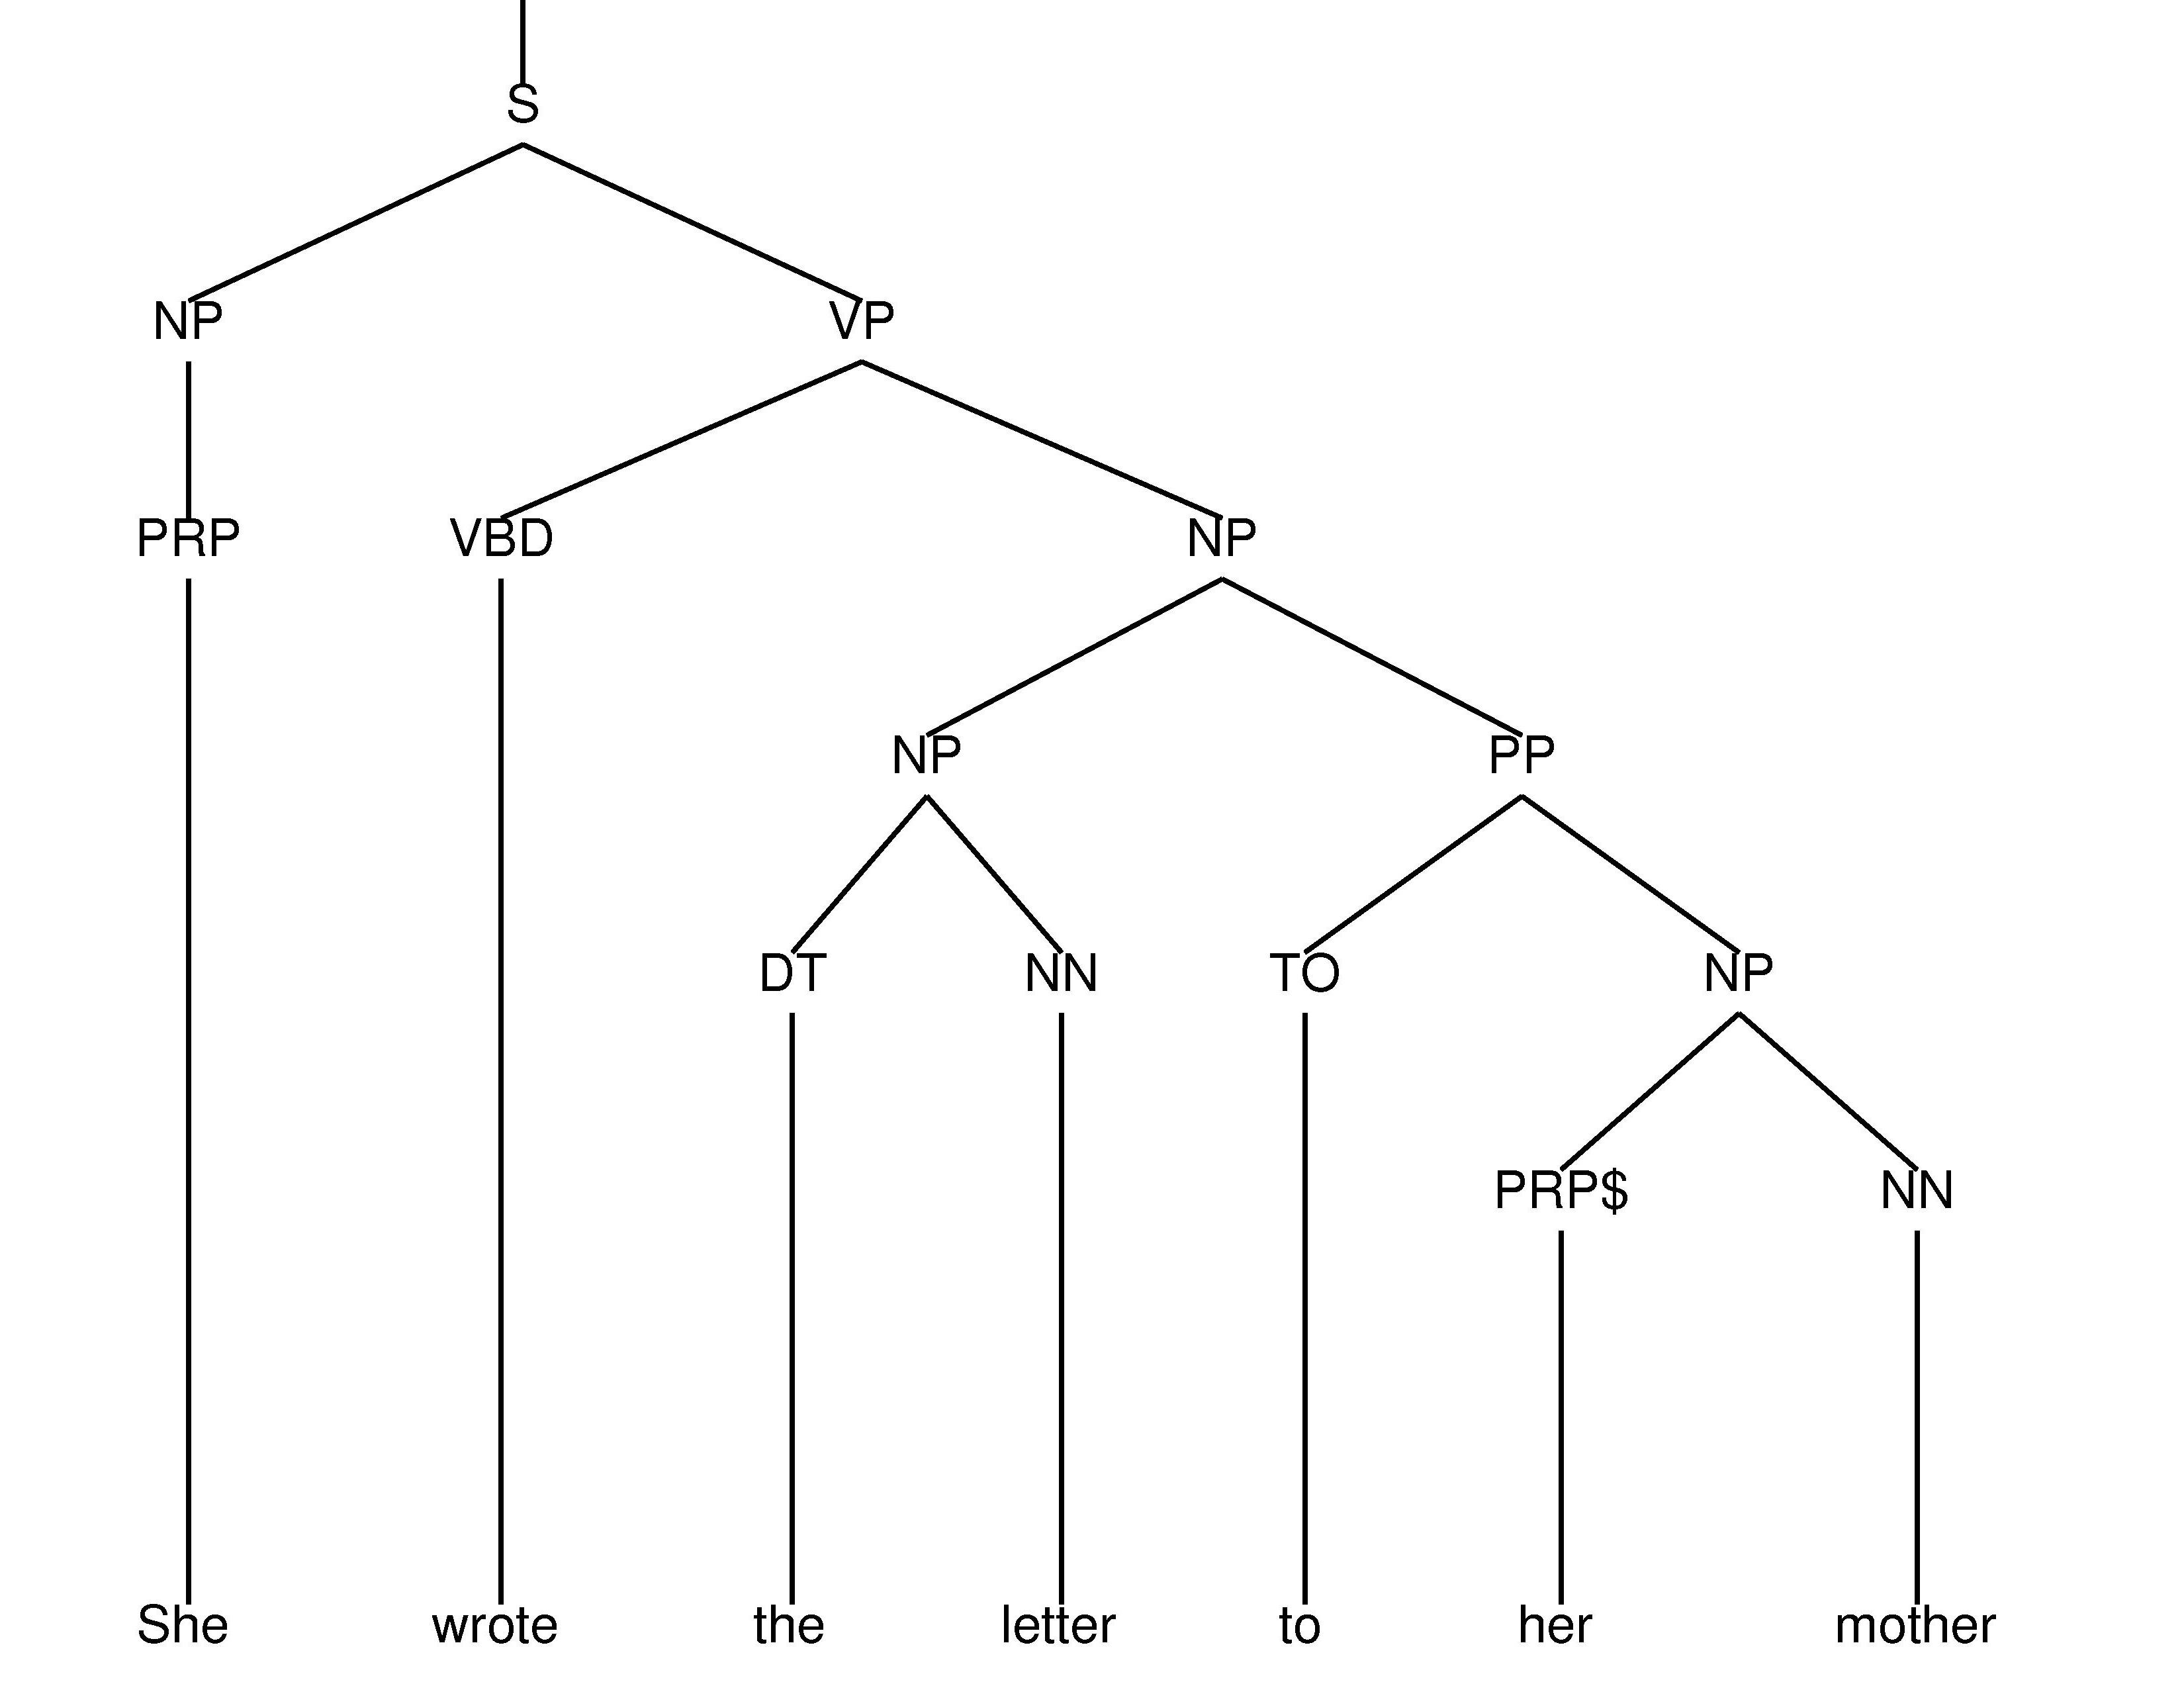 S
NP VP
PRP VBD NP
NP PP
DT NN TO NP
PRP$ NN
She wrote the letter to her mother